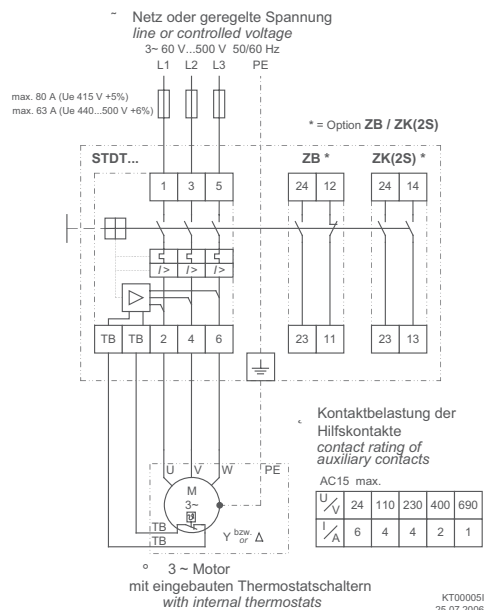 ~ Netz oder geregelte Spannung
line or controlled voltage
3~ 60 V...500 V 50/60 Hz
L1 L2 L3 PE
max. 80 A (Ue 415 V +5%)
max. 63 A (Ue 440...500 V +6%)
* = Option ZB / ZK(2S)
STDT... ZB * ZK(2S) *
1 3 5 24 12 24 14
I> I> I>
TB TB 2 4 6 23 11 23 13
Kontaktbelastung der
Hilfskontakte
contact rating of
auxiliary contacts
AC15 max.
U/V 24 110 230 400 690
I/A 6 4 4 2 1
U V W PE
M
3~
TB
TB
Y bzw. or Δ
° 3 ~ Motor
mit eingebauten Thermostatschaltern
with internal thermostats
KT00005I
25.07.2006